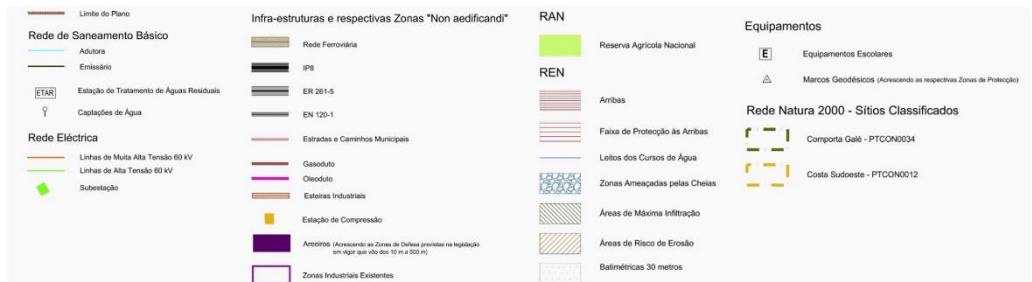 Limite do Plano
Rede de Saneamento Básico
Adutora
Emissário
ETAR Estação de Tratamento de Águas Residuais
Captações de Água
Rede Eléctrica
Linhas de Muita Alta Tensão 60 kV
Linhas de Alta Tensão 60 kV
Subestação
Infra-estruturas e respectivas Zonas "Non aedificandi"
Rede Ferroviária
IP8
ER 261-5
EN 120-1
Estradas e Caminhos Municipais
Gasoduto
Oleoduto
Esteiras Industriais
Estação de Compressão
Areeiros (Acrescendo as Zonas de Defesa previstas na legislação
em vigor que vão dos 10 m a 500 m)
Zonas Industriais Existentes
RAN
Reserva Agrícola Nacional
REN
Arribas
Faixa de Protecção às Arribas
Leitos dos Cursos de Água
Zonas Ameaçadas pelas Cheias
Áreas de Máxima Infiltração
Áreas de Risco de Erosão
Batimétricas 30 metros
Equipamentos
E Equipamentos Escolares
Marcos Geodésicos (Acrescendo as respectivas Zonas de Protecção)
Rede Natura 2000 - Sítios Classificados
Comporta Galé - PTCON0034
Costa Sudoeste - PTCON0012